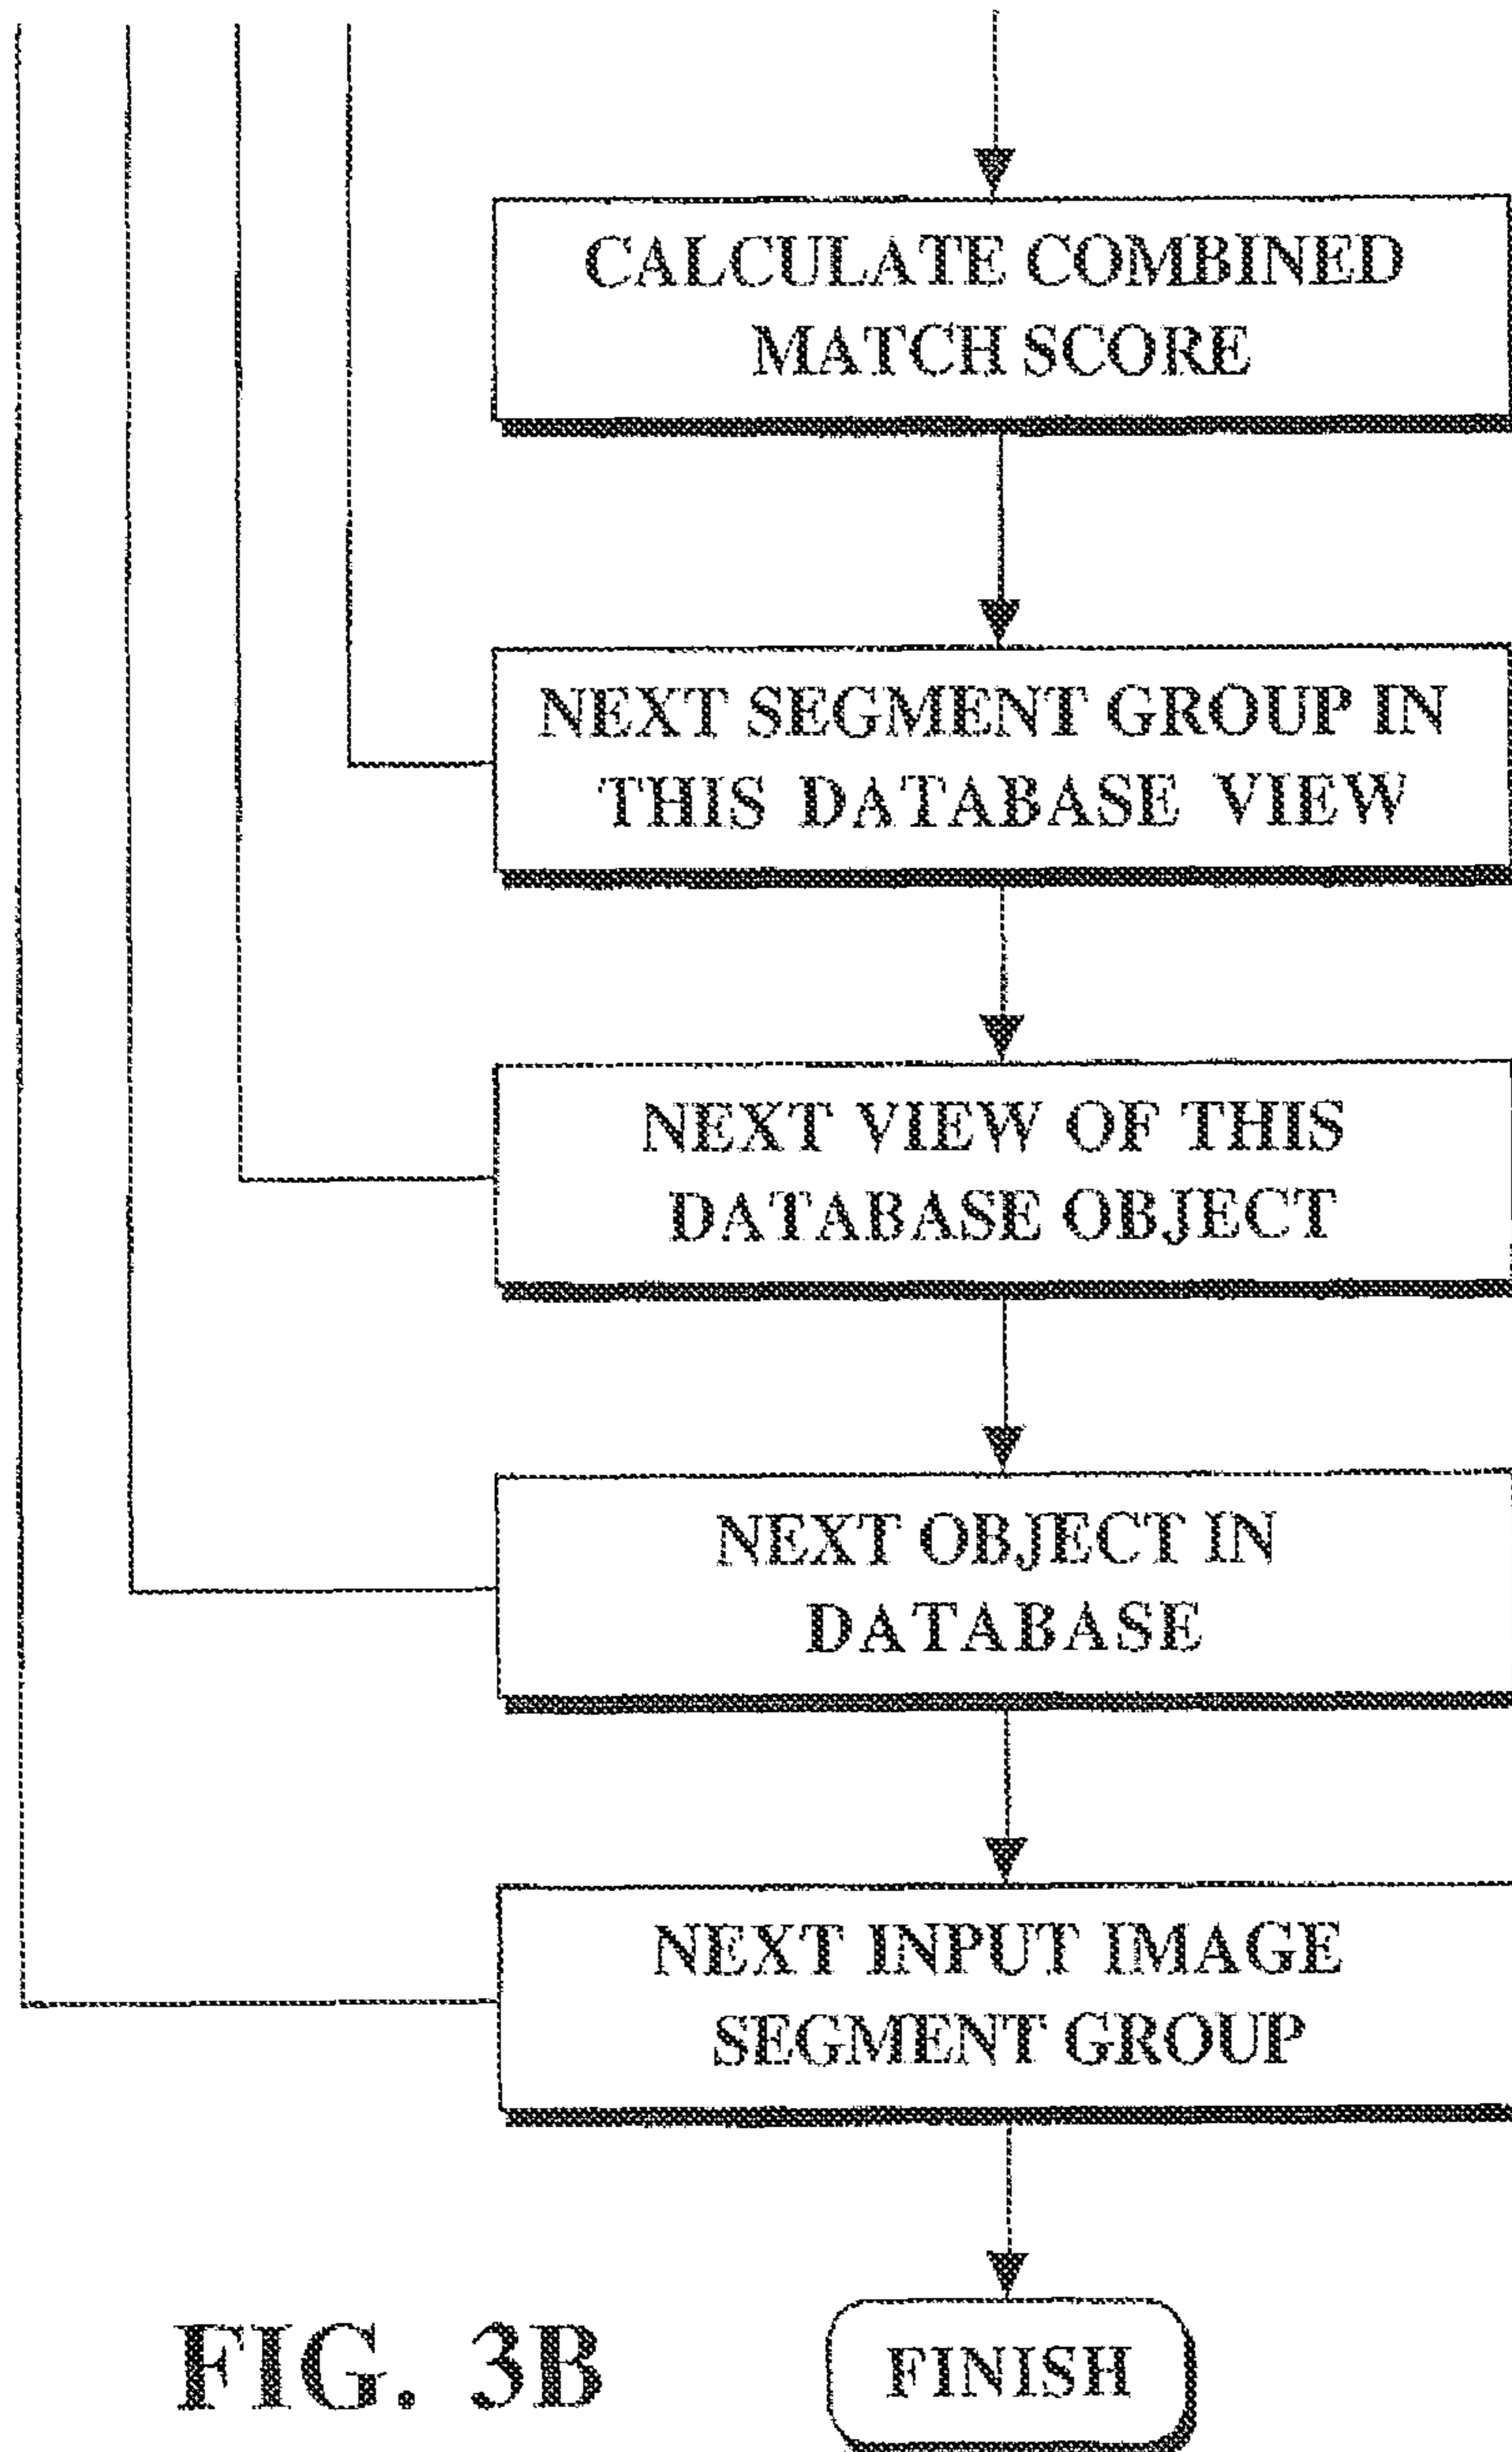 CALCULATE COMBINED
MATCH SCORE
NEXT SEGMENT GROUP IN
THIS DATABASE VIEW
NEXT VIEW OF THIS
DATABASE OBJECT
NEXT OBJECT IN
DATABASE
NEXT INPUT IMAGE
SEGMENT GROUP
FINISH
FIG. 3B